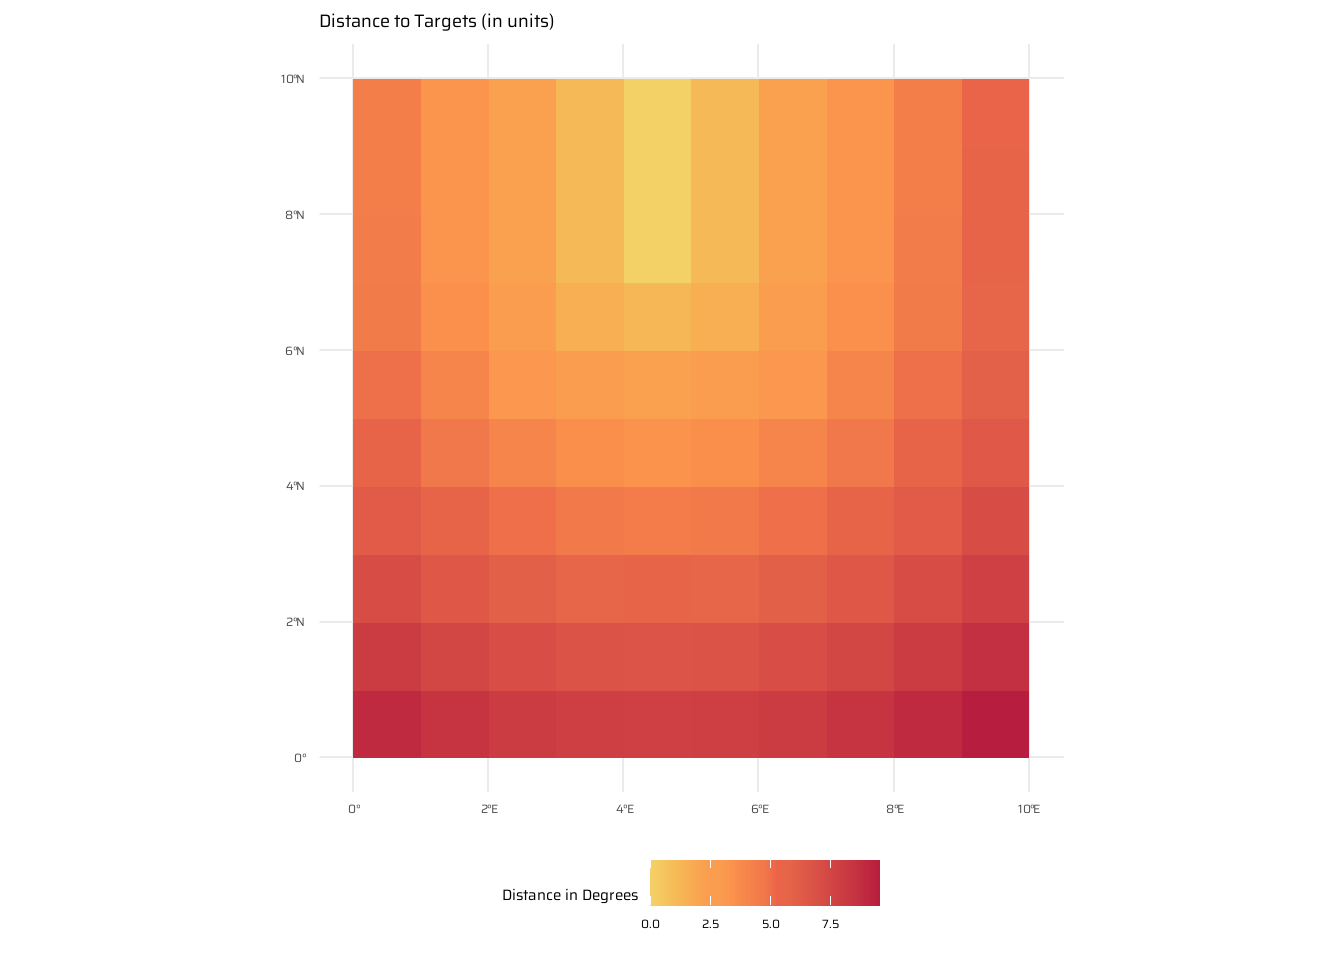 Distance to Targets (in units)
10°N
8°N
6°N
4°N
2°N
0°
0° 2°E 4°E 6°E 8°E 10°E
Distance in Degrees
0.0 2.5 5.0 7.5